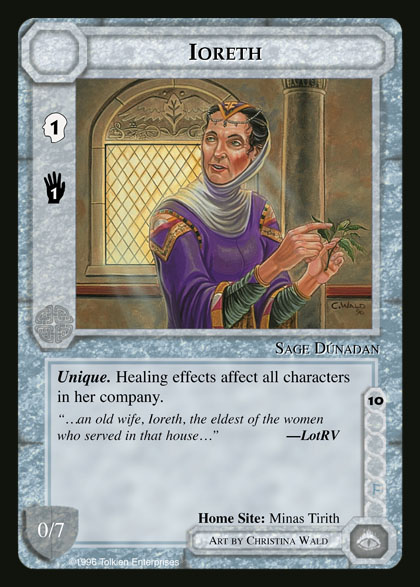 IORETH
1
1
C. WALD
SAGE DÚNADAN
Unique. Healing effects affect all characters
in her company.
10
“…an old wife, Ioreth, the eldest of the women
who served in that house…” —LotRV
Home Site: Minas Tirith
0/7
ART BY CHRISTINA WALD
©1996 Tolkien Enterprises